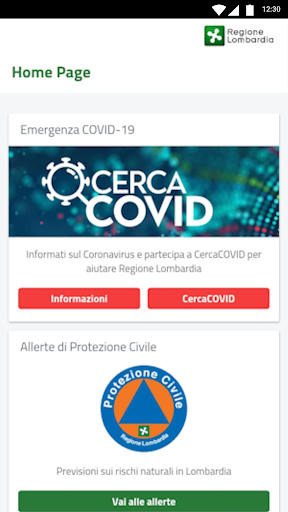 12:30
Regione
Lombardia
Home Page
Emergenza COVID-19
CERCA
COVID
Informati sul Coronavirus e partecipa a CercaCOVID per
aiutare Regione Lombardia
Informazioni
CercaCOVID
Allerte di Protezione Civile
Protezione Civile
Regione Lombardia
Previsioni sui rischi naturali in Lombardia
Vai alle allerte